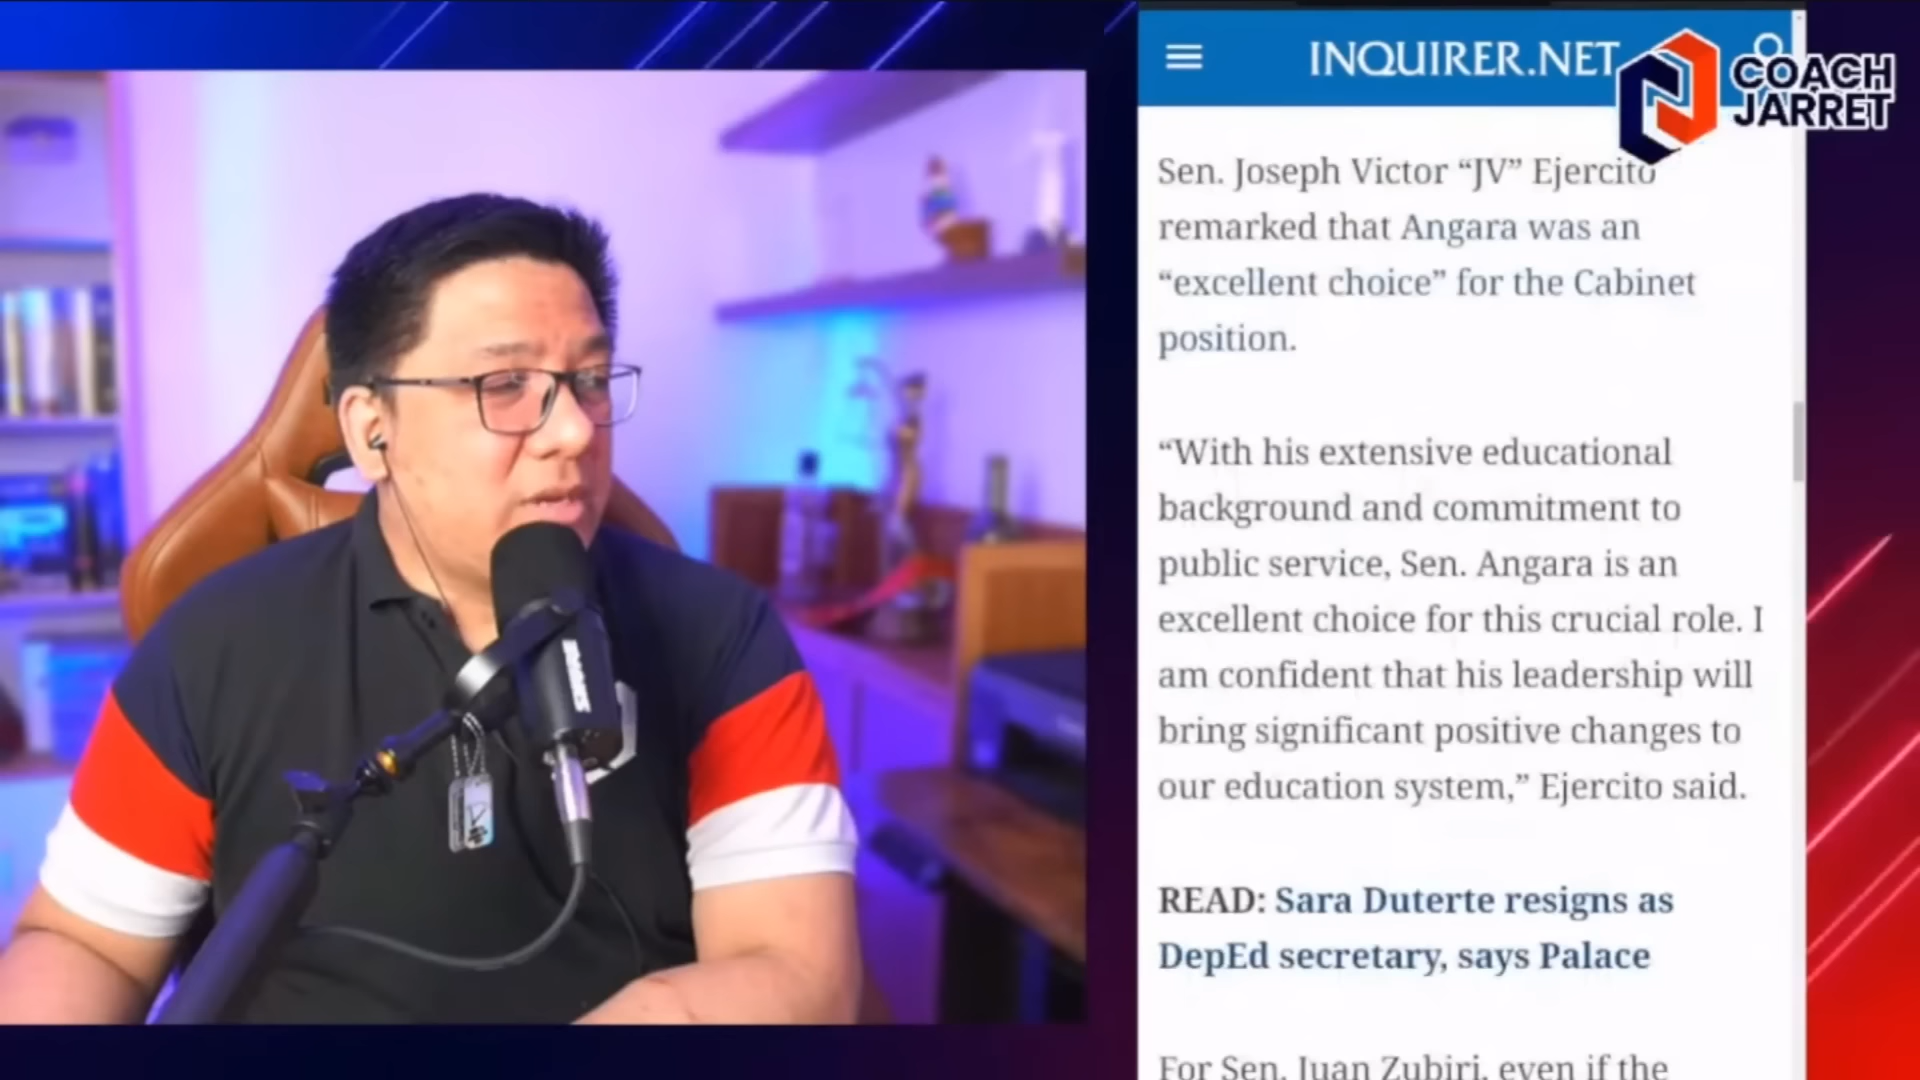 INQUIRER.NET
COACH
JARRET
Sen. Joseph Victor “JV” Ejercito
remarked that Angara was an
“excellent choice” for the Cabinet
position.
“With his extensive educational
background and commitment to
public service, Sen. Angara is an
excellent choice for this crucial role. I
am confident that his leadership will
bring significant positive changes to
our education system,” Ejercito said.
READ: Sara Duterte resigns as
DepEd secretary, says Palace
For Sen. Juan Zubiri, even if the